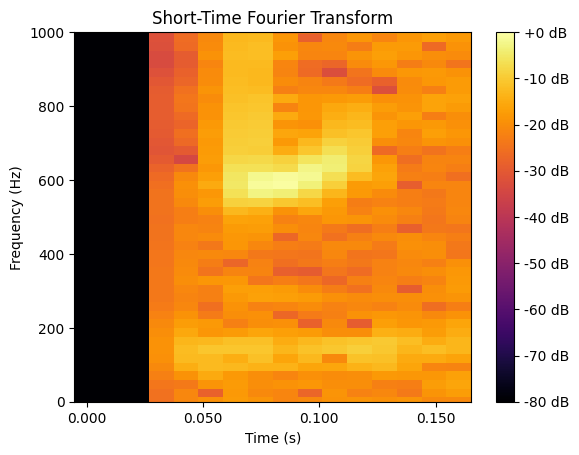 Short-Time Fourier Transform
1000
800
600
400
200
0
Frequency (Hz)
0.000
0.050
0.100
0.150
Time (s)
+0 dB
-10 dB
-20 dB
-30 dB
-40 dB
-50 dB
-60 dB
-70 dB
-80 dB